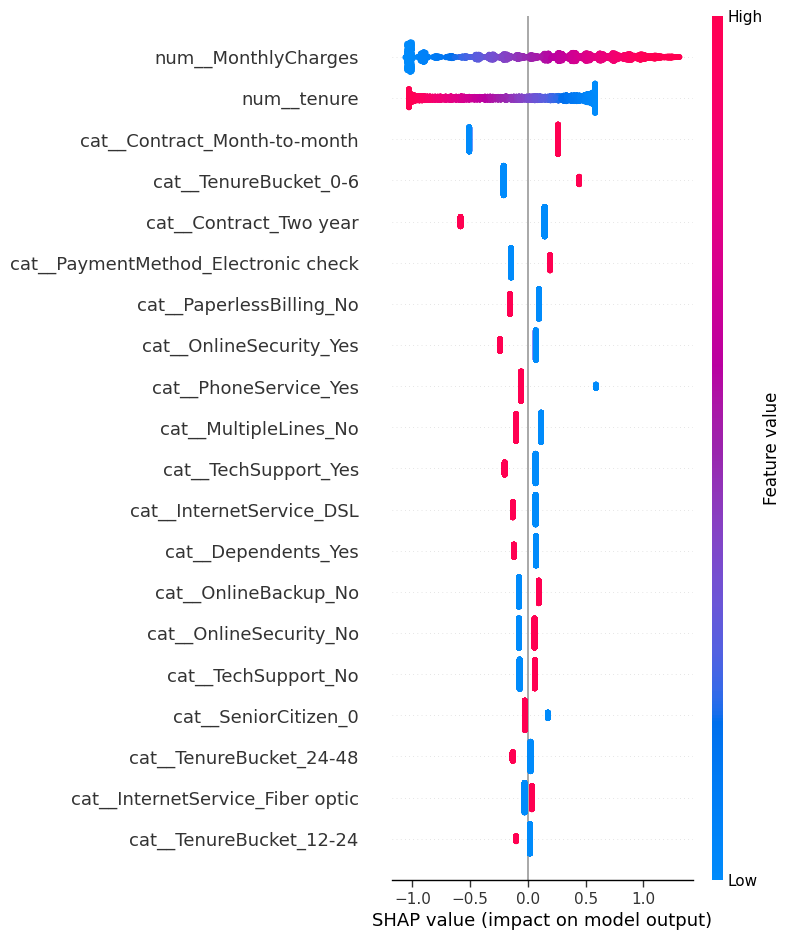 High
num__MonthlyCharges
num__tenure
cat__Contract_Month-to-month
cat__TenureBucket_0-6
cat__Contract_Two year
cat__PaymentMethod_Electronic check
cat__PaperlessBilling_No
cat__OnlineSecurity_Yes
cat__PhoneService_Yes
cat__MultipleLines_No
cat__TechSupport_Yes
cat__InternetService_DSL
cat__Dependents_Yes
cat__OnlineBackup_No
cat__OnlineSecurity_No
cat__TechSupport_No
cat__SeniorCitizen_0
cat__TenureBucket_24-48
cat__InternetService_Fiber optic
cat__TenureBucket_12-24
Feature value
Low
−1.0 −0.5 0.0 0.5 1.0
SHAP value (impact on model output)